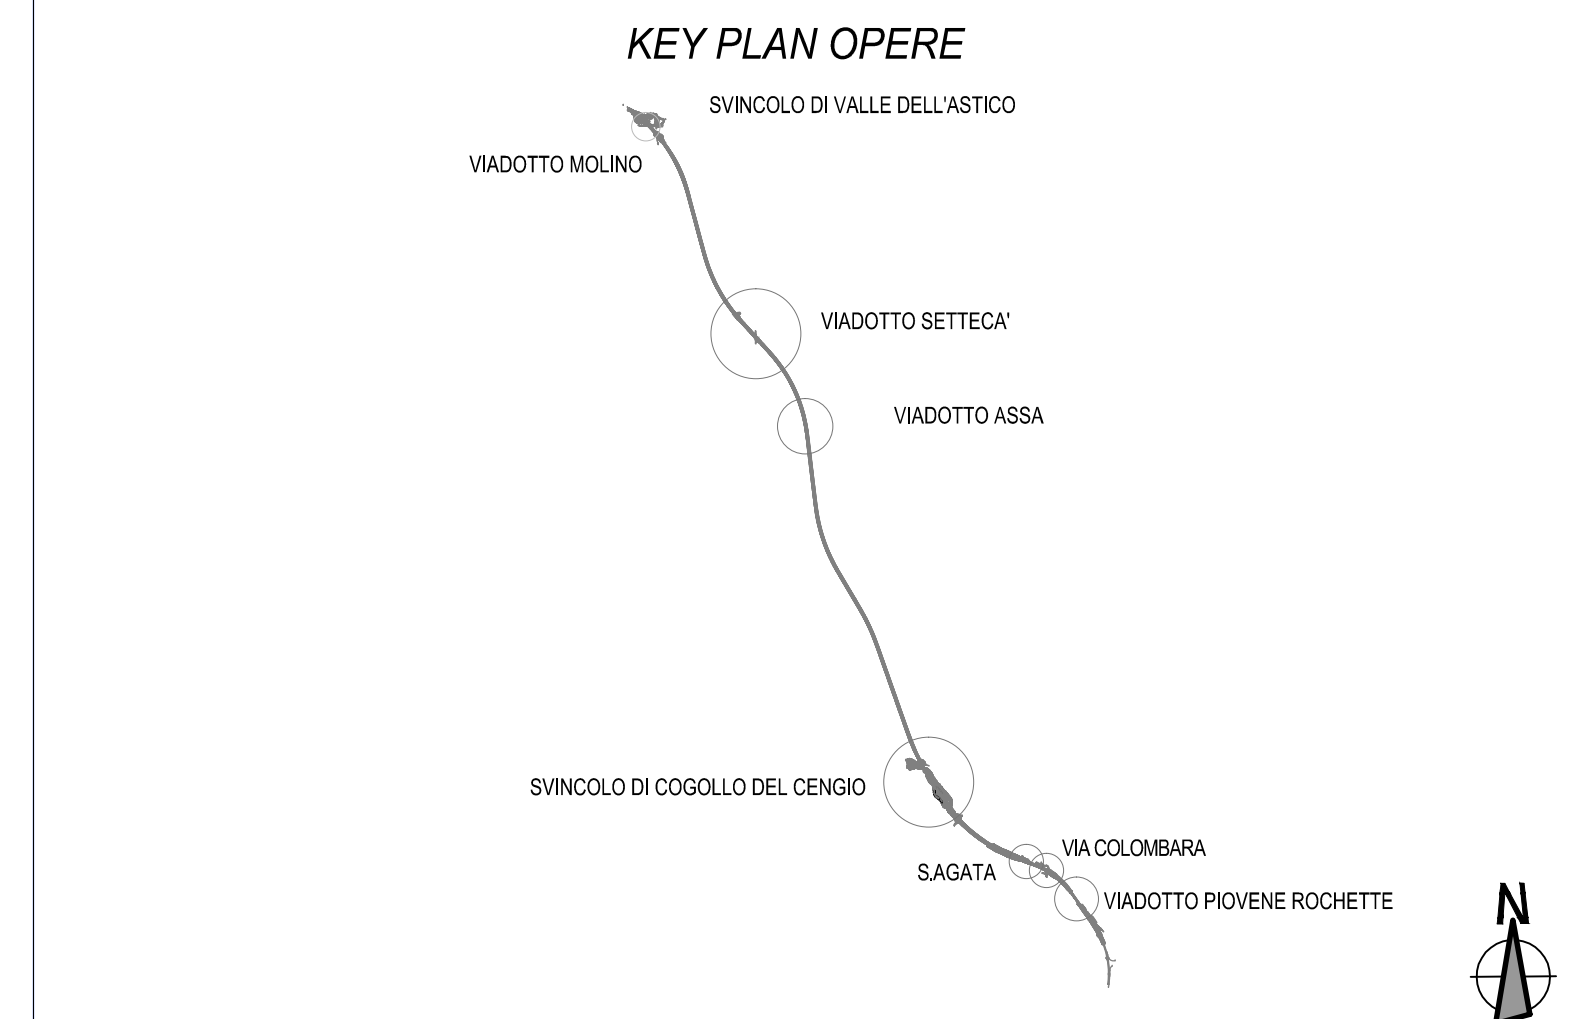 KEY PLAN OPERE
SVINCOLO DI VALLE DELL'ASTICO
VIADOTTO MOLINO
VIADOTTO SETTECA'
VIADOTTO ASSA
SVINCOLO DI COGOLLO DEL CENGIO
VIA COLOMBARA
S.AGATA
VIADOTTO PIOVENE ROCHETTE
N